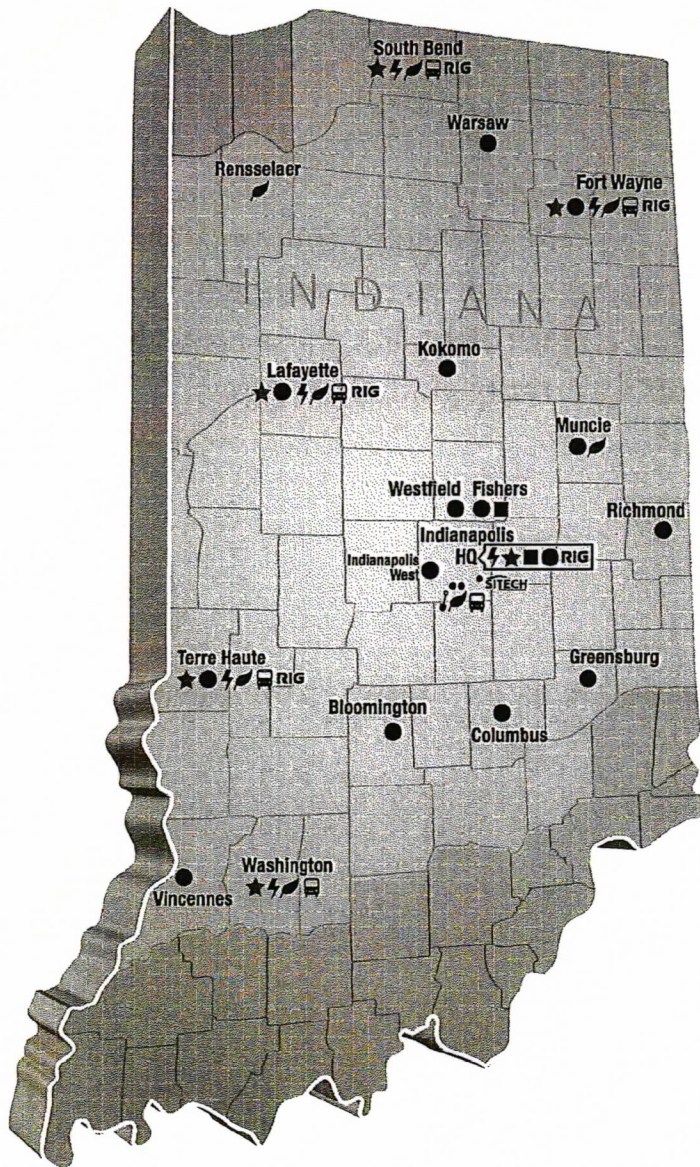 South Bend
RIG
Warsaw
Rensselaer
Fort Wayne
RIG
INDIANA
Kokomo
Lafayette
RIG
Muncie
Westfield Fishers
Richmond
Indianapolis
HQ RIG
Indianapolis
West
SITECH
Terre Haute
RIG
Greensburg
Bloomington
Columbus
Washington
Vincennes